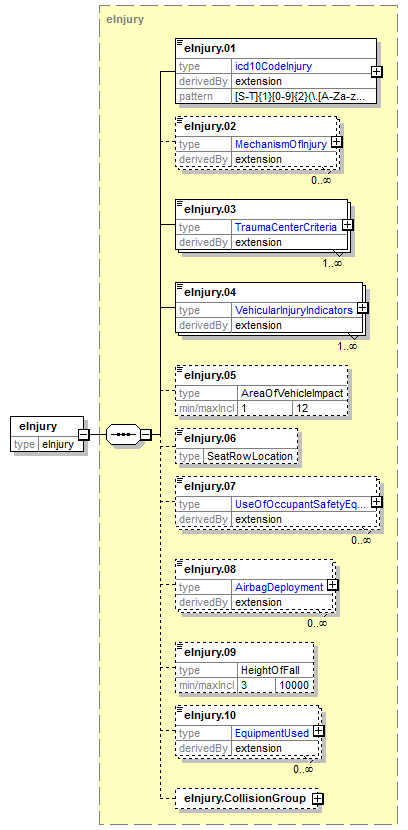 eInjury
eInjury.01
type icd10CodeInjury
derivedBy extension
pattern [S-T]{1}[0-9]{2}(\.[A-Za-z...
eInjury.02
type MechanismOfInjury
derivedBy extension
0..∞
eInjury.03
type TraumaCenterCriteria
derivedBy extension
1..∞
eInjury.04
type VehicularInjuryIndicators
derivedBy extension
1..∞
eInjury.05
type AreaOfVehicleImpact
min/maxIncl 1 12
eInjury
type eInjury
eInjury.06
type SeatRowLocation
eInjury.07
type UseOfOccupantSafetyEq...
derivedBy extension
0..∞
eInjury.08
type AirbagDeployment
derivedBy extension
0..∞
eInjury.09
type HeightOfFall
min/maxIncl 3 10000
eInjury.10
type EquipmentUsed
derivedBy extension
0..∞
eInjury.CollisionGroup